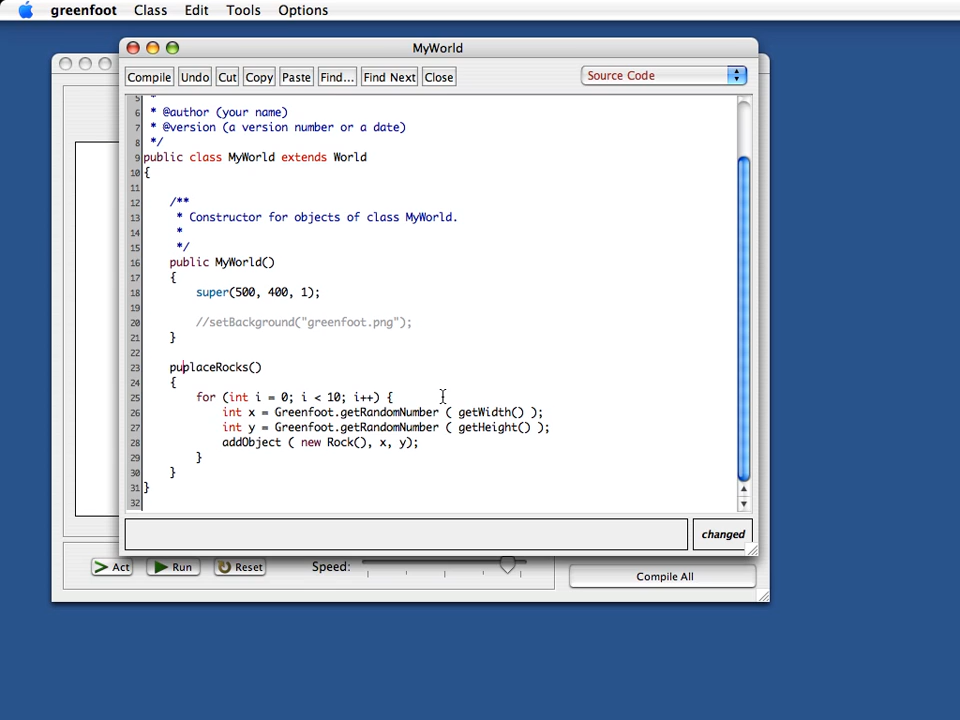 greenfoot Class Edit Tools Options
MyWorld
Compile Undo Cut Copy Paste Find... Find Next Close Source Code
5 *
6 * @author (your name)
7 * @version (a version number or a date)
8 */
9 public class MyWorld extends World
10 {
11
12 /**
13 * Constructor for objects of class MyWorld.
14 *
15 */
16 public MyWorld()
17 {
18 super(500, 400, 1);
19
20 //setBackground("greenfoot.png");
21 }
22
23 puplaceRocks()
24 {
25 for (int i = 0; i < 10; i++) {
26 int x = Greenfoot.getRandomNumber ( getWidth() );
27 int y = Greenfoot.getRandomNumber ( getHeight() );
28 addObject ( new Rock(), x, y);
29 }
30 }
31 }
32
changed
Act Run Reset Speed: Compile All